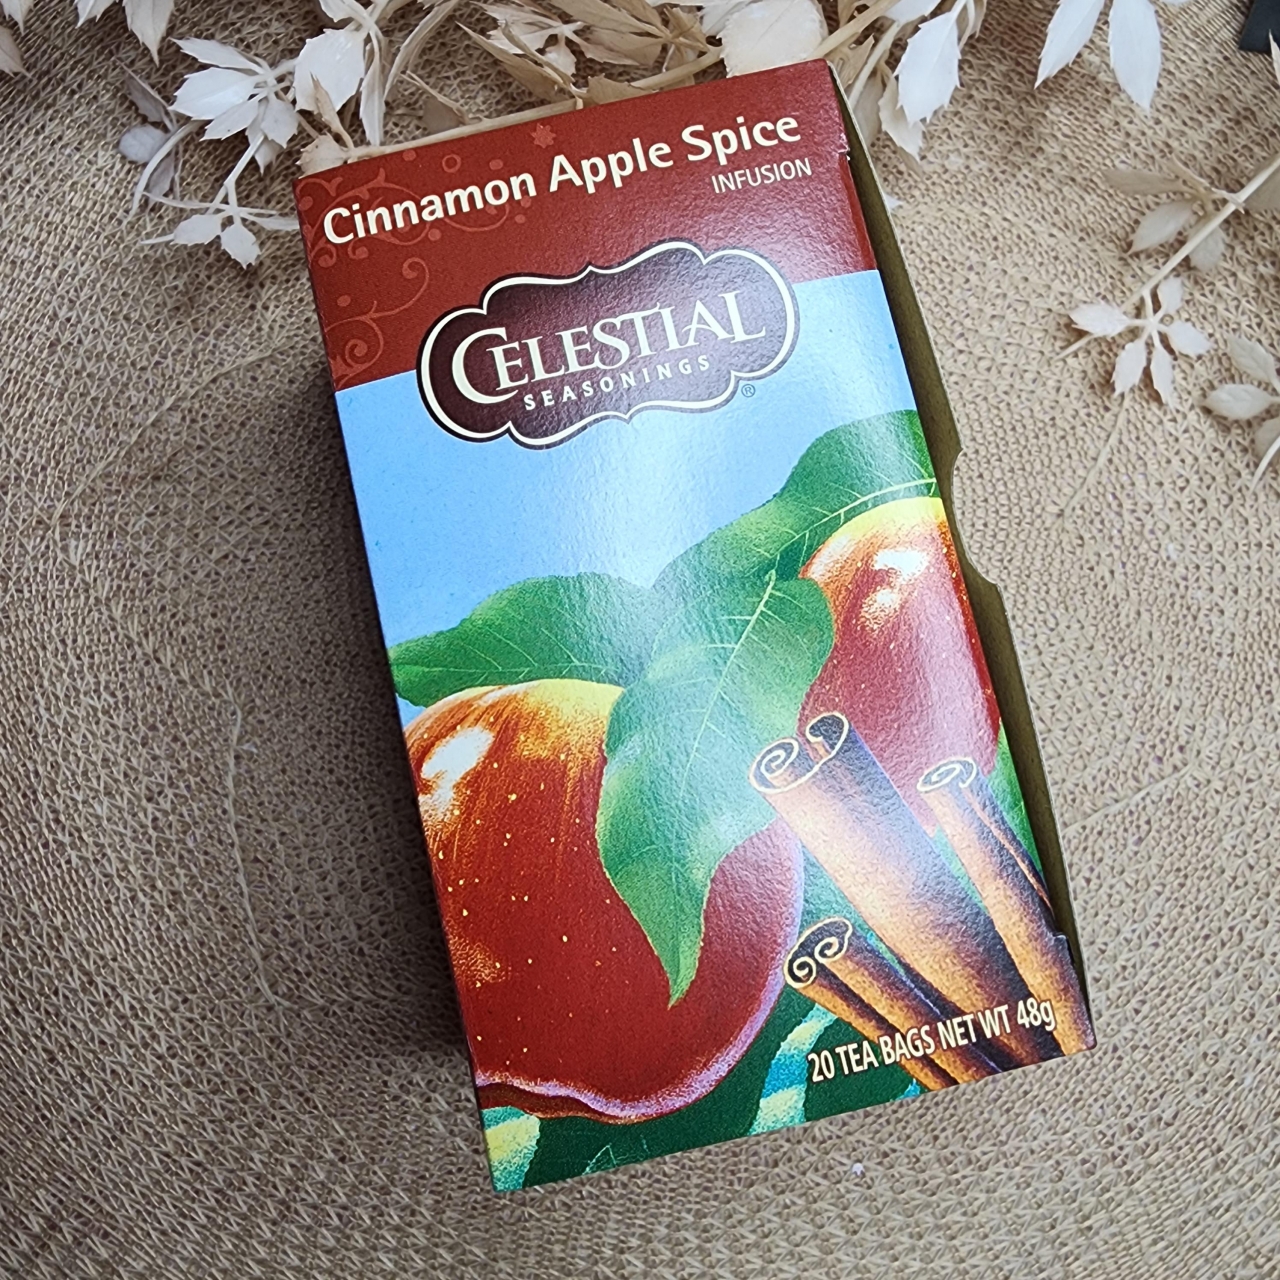 Cinnamon Apple Spice
INFUSION
CELESTIAL
SEASONINGS®
20 TEA BAGS NET WT 48g